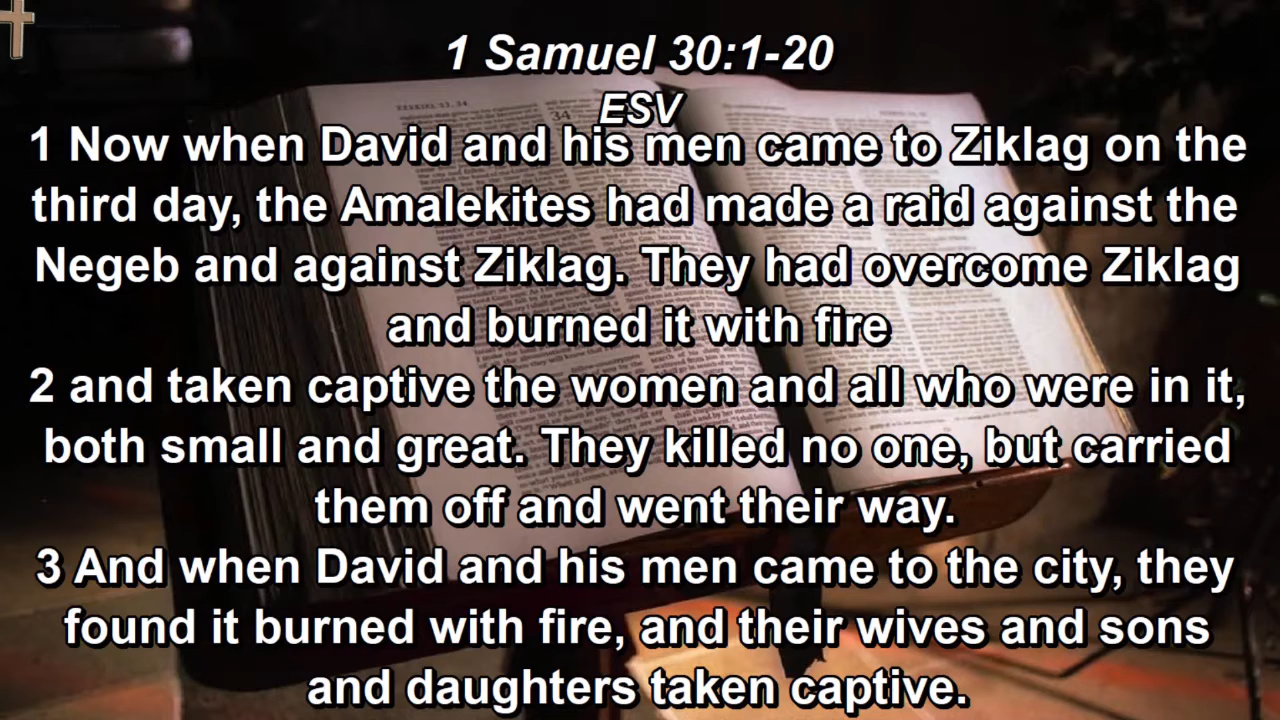 1 Samuel 30:1-20
ESV
1 Now when David and his men came to Ziklag on the
third day, the Amalekites had made a raid against the
Negeb and against Ziklag. They had overcome Ziklag
and burned it with fire
2 and taken captive the women and all who were in it,
both small and great. They killed no one, but carried
them off and went their way.
3 And when David and his men came to the city, they
found it burned with fire, and their wives and sons
and daughters taken captive.